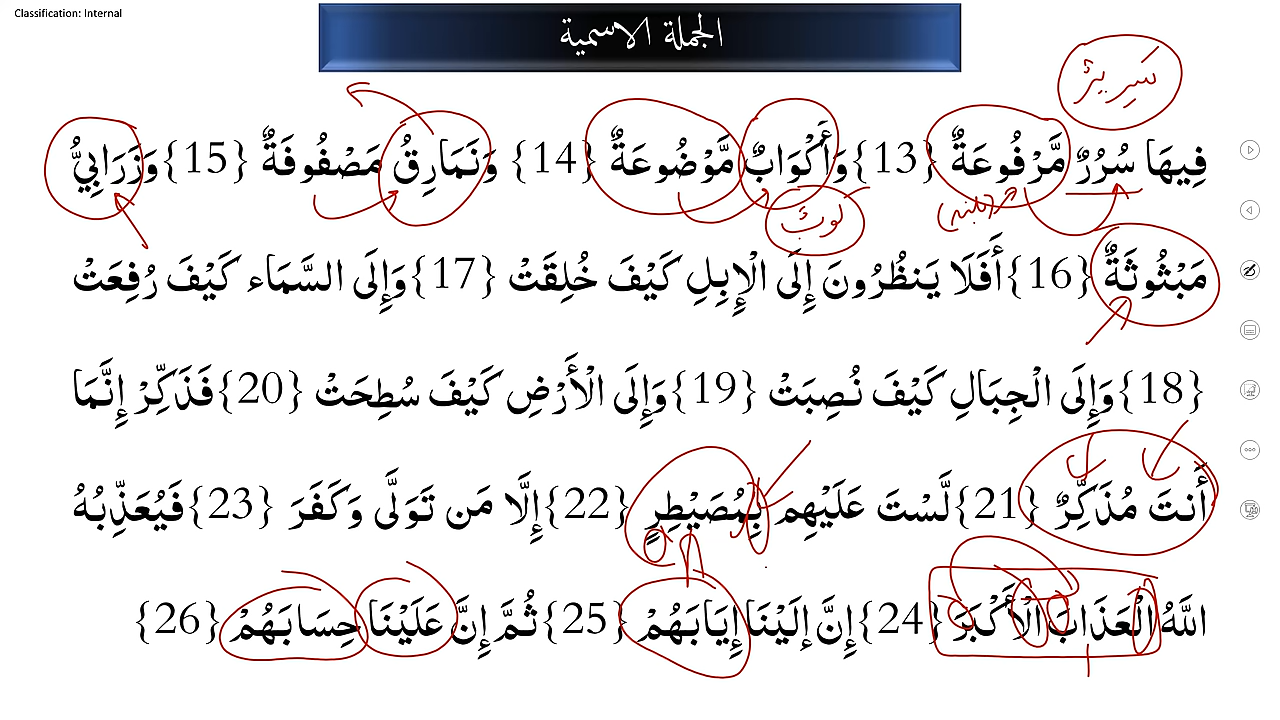 Classification: Internal
الجملة الاسمية
سرير
فِيهَا سُرُرٌ مَّرْفُوعَةٌ {13} وَأَكْوَابٌ مَّوْضُوعَةٌ {14} وَنَمَارِقُ مَصْفُوفَةٌ {15} وَزَرَابِيُّ
كوب
مَبْثُوثَةٌ {16} أَفَلَا يَنظُرُونَ إِلَى الْإِبِلِ كَيْفَ خُلِقَتْ {17} وَإِلَى السَّمَاء كَيْفَ رُفِعَتْ
{18} وَإِلَى الْجِبَالِ كَيْفَ نُصِبَتْ {19} وَإِلَى الْأَرْضِ كَيْفَ سُطِحَتْ {20} فَذَكِّرْ إِنَّمَا
أَنتَ مُذَكِّرٌ {21} لَّسْتَ عَلَيْهِم بِمُصَيْطِرٍ {22} إِلَّا مَن تَوَلَّى وَكَفَرَ {23} فَيُعَذِّبُهُ
اللَّهُ الْعَذَابَ الْأَكْبَرَ {24} إِنَّ إِلَيْنَا إِيَابَهُمْ {25} ثُمَّ إِنَّ عَلَيْنَا حِسَابَهُمْ {26}